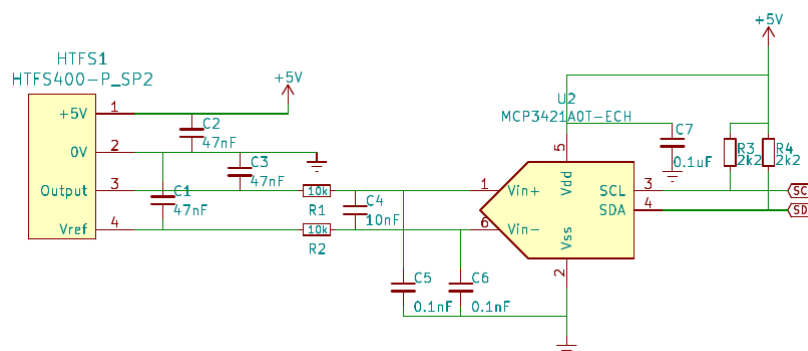 HTFS1
HTFS400-P_SP2
+5V
1
0V
2
Output
3
Vref
4
C2
47nF
C3
47nF
C1
47nF
+5V
10k
R1
10k
R2
C4
10nF
C5
0.1nF
C6
0.1nF
U2
MCP3421A0T-ECH
1
Vin+
6
Vin-
5
Vdd
Vss
2
SCL
3
SDA
4
C7
0.1uF
+5V
R3
2k2
R4
2k2
SC
SD